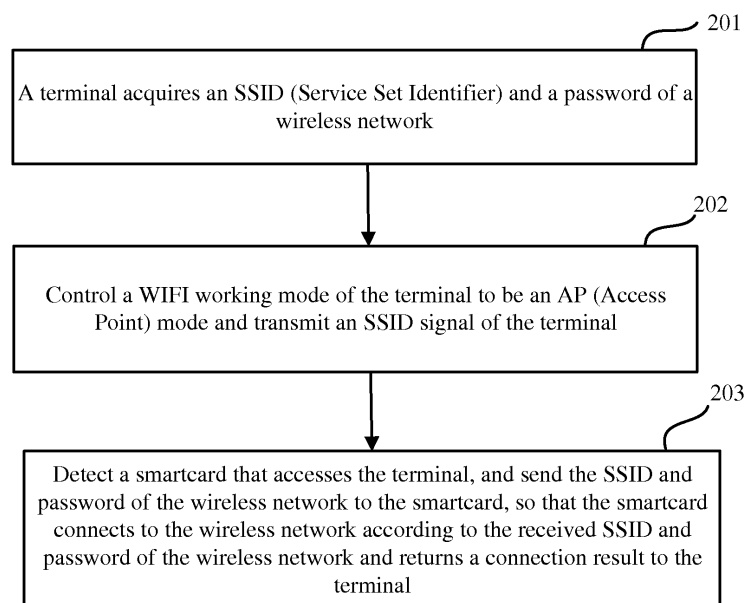 201
A terminal acquires an SSID (Service Set Identifier) and a password of a
wireless network
202
Control a WIFI working mode of the terminal to be an AP (Access
Point) mode and transmit an SSID signal of the terminal
203
Detect a smartcard that accesses the terminal, and send the SSID and
password of the wireless network to the smartcard, so that the smartcard
connects to the wireless network according to the received SSID and
password of the wireless network and returns a connection result to the
terminal